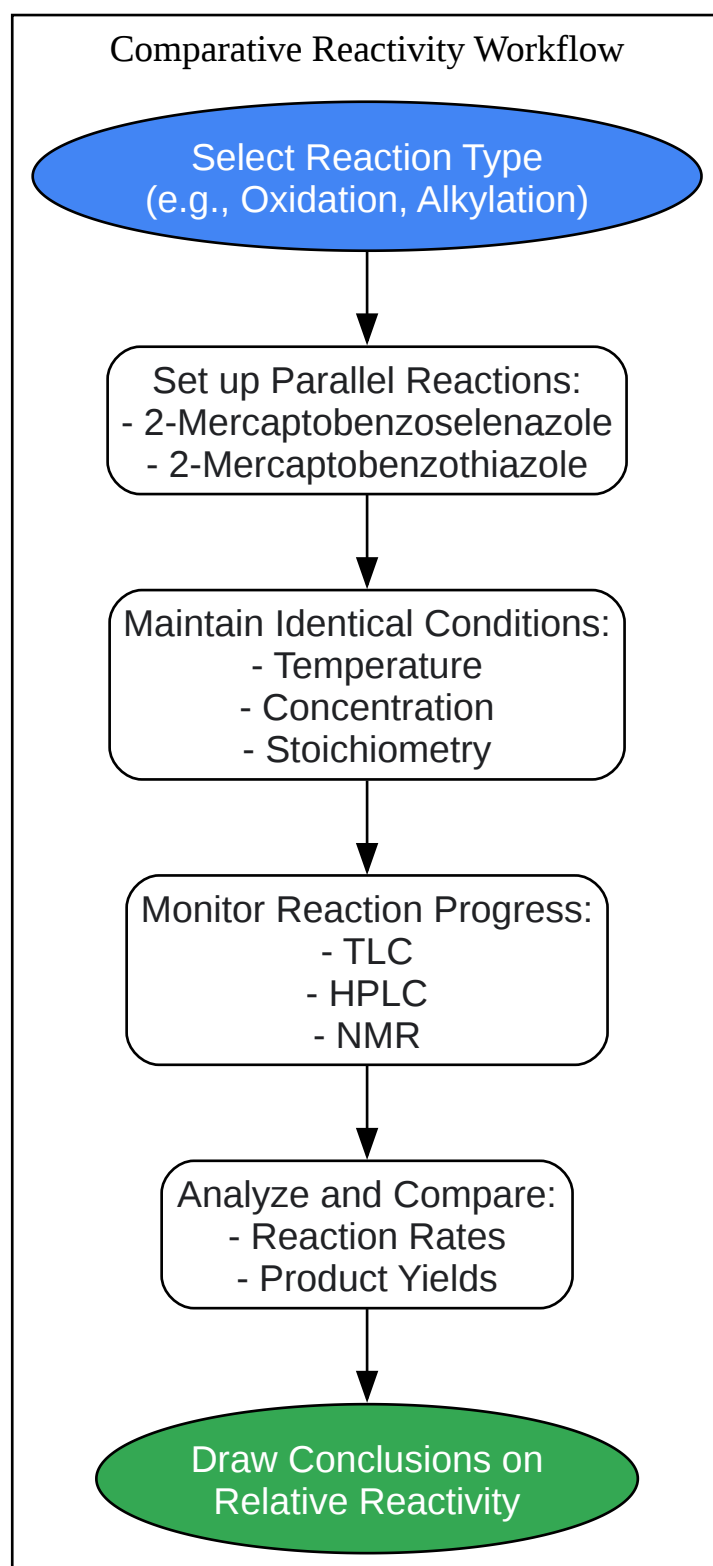 Comparative Reactivity Workflow
Select Reaction Type
(e.g., Oxidation, Alkylation)
Set up Parallel Reactions:
- 2-Mercaptobenzoselenazole
- 2-Mercaptobenzothiazole
Maintain Identical Conditions:
- Temperature
- Concentration
- Stoichiometry
Monitor Reaction Progress:
- TLC
- HPLC
- NMR
Analyze and Compare:
- Reaction Rates
- Product Yields
Draw Conclusions on
Relative Reactivity